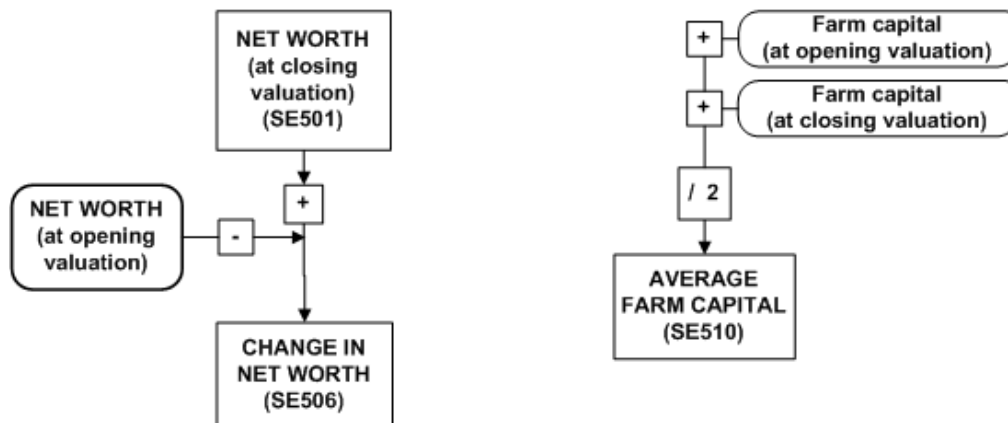 NET WORTH
(at closing
valuation)
(SE501)
+
NET WORTH
(at opening
valuation)
-
CHANGE IN
NET WORTH
(SE506)
+
Farm capital
(at opening valuation)
+
Farm capital
(at closing valuation)
/ 2
AVERAGE
FARM CAPITAL
(SE510)